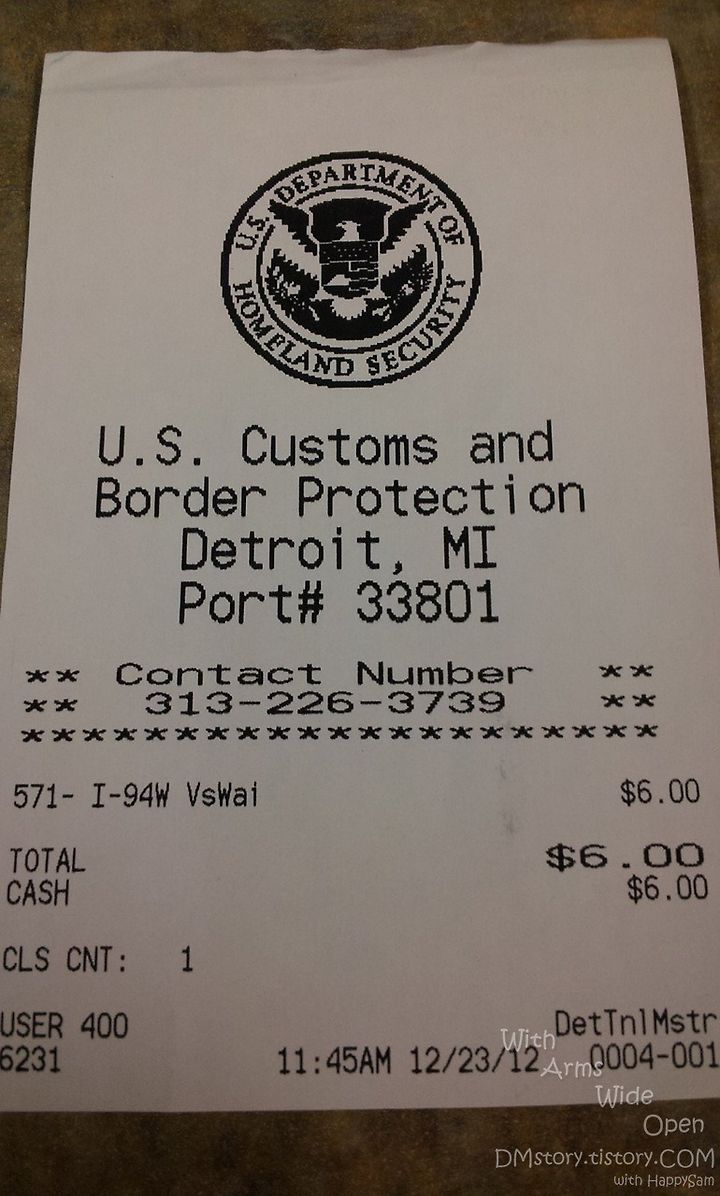 U.S. DEPARTMENT OF
HOMELAND SECURITY
U.S. Customs and
Border Protection
Detroit, MI
Port# 33801
** Contact Number **
** 313-226-3739 **
*********************
571- I-94W VsWai $6.00
TOTAL $6.00
CASH $6.00
CLS CNT: 1
USER 400 DetTnlMstr
6231 11:45AM 12/23/12 0004-001
With
Arms
Wide
Open
DMstory.tistory.COM
with HappySam